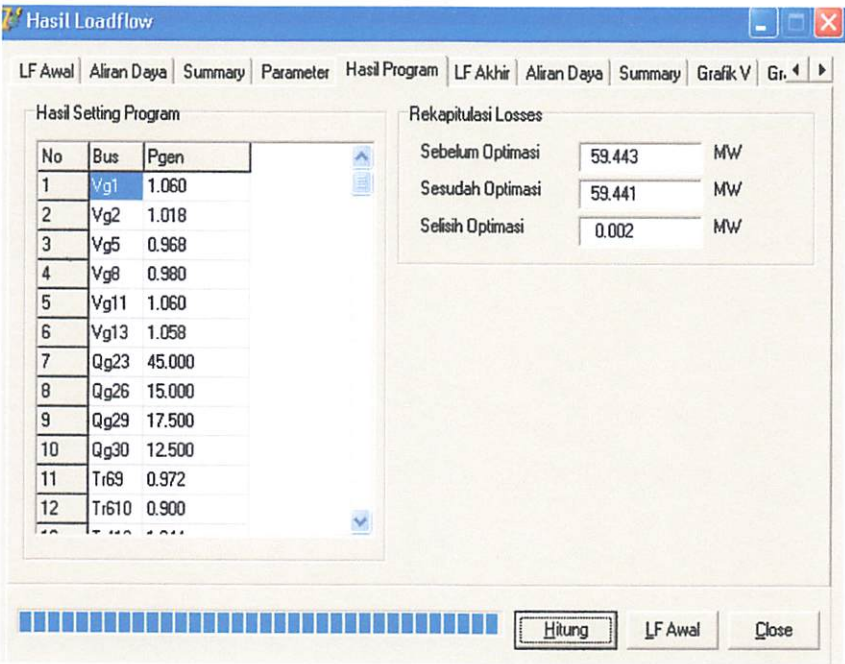 Hasil Loadflow
LF Awal Aliran Daya Summary Parameter Hasil Program LF Akhir Aliran Daya Summary Grafik V Gr.
Hasil Setting Program
No Bus Pgen
1 Vg1 1.060
2 Vg2 1.018
3 Vg5 0.968
4 Vg8 0.980
5 Vg11 1.060
6 Vg13 1.058
7 Qg23 45.000
8 Qg26 15.000
9 Qg29 17.500
10 Qg30 12.500
11 Tr69 0.972
12 Tr610 0.900
Rekapitulasi Losses
Sebelum Optimasi 59.443 MW
Sesudah Optimasi 59.441 MW
Selisih Optimasi 0.002 MW
Hitung LF Awal Close